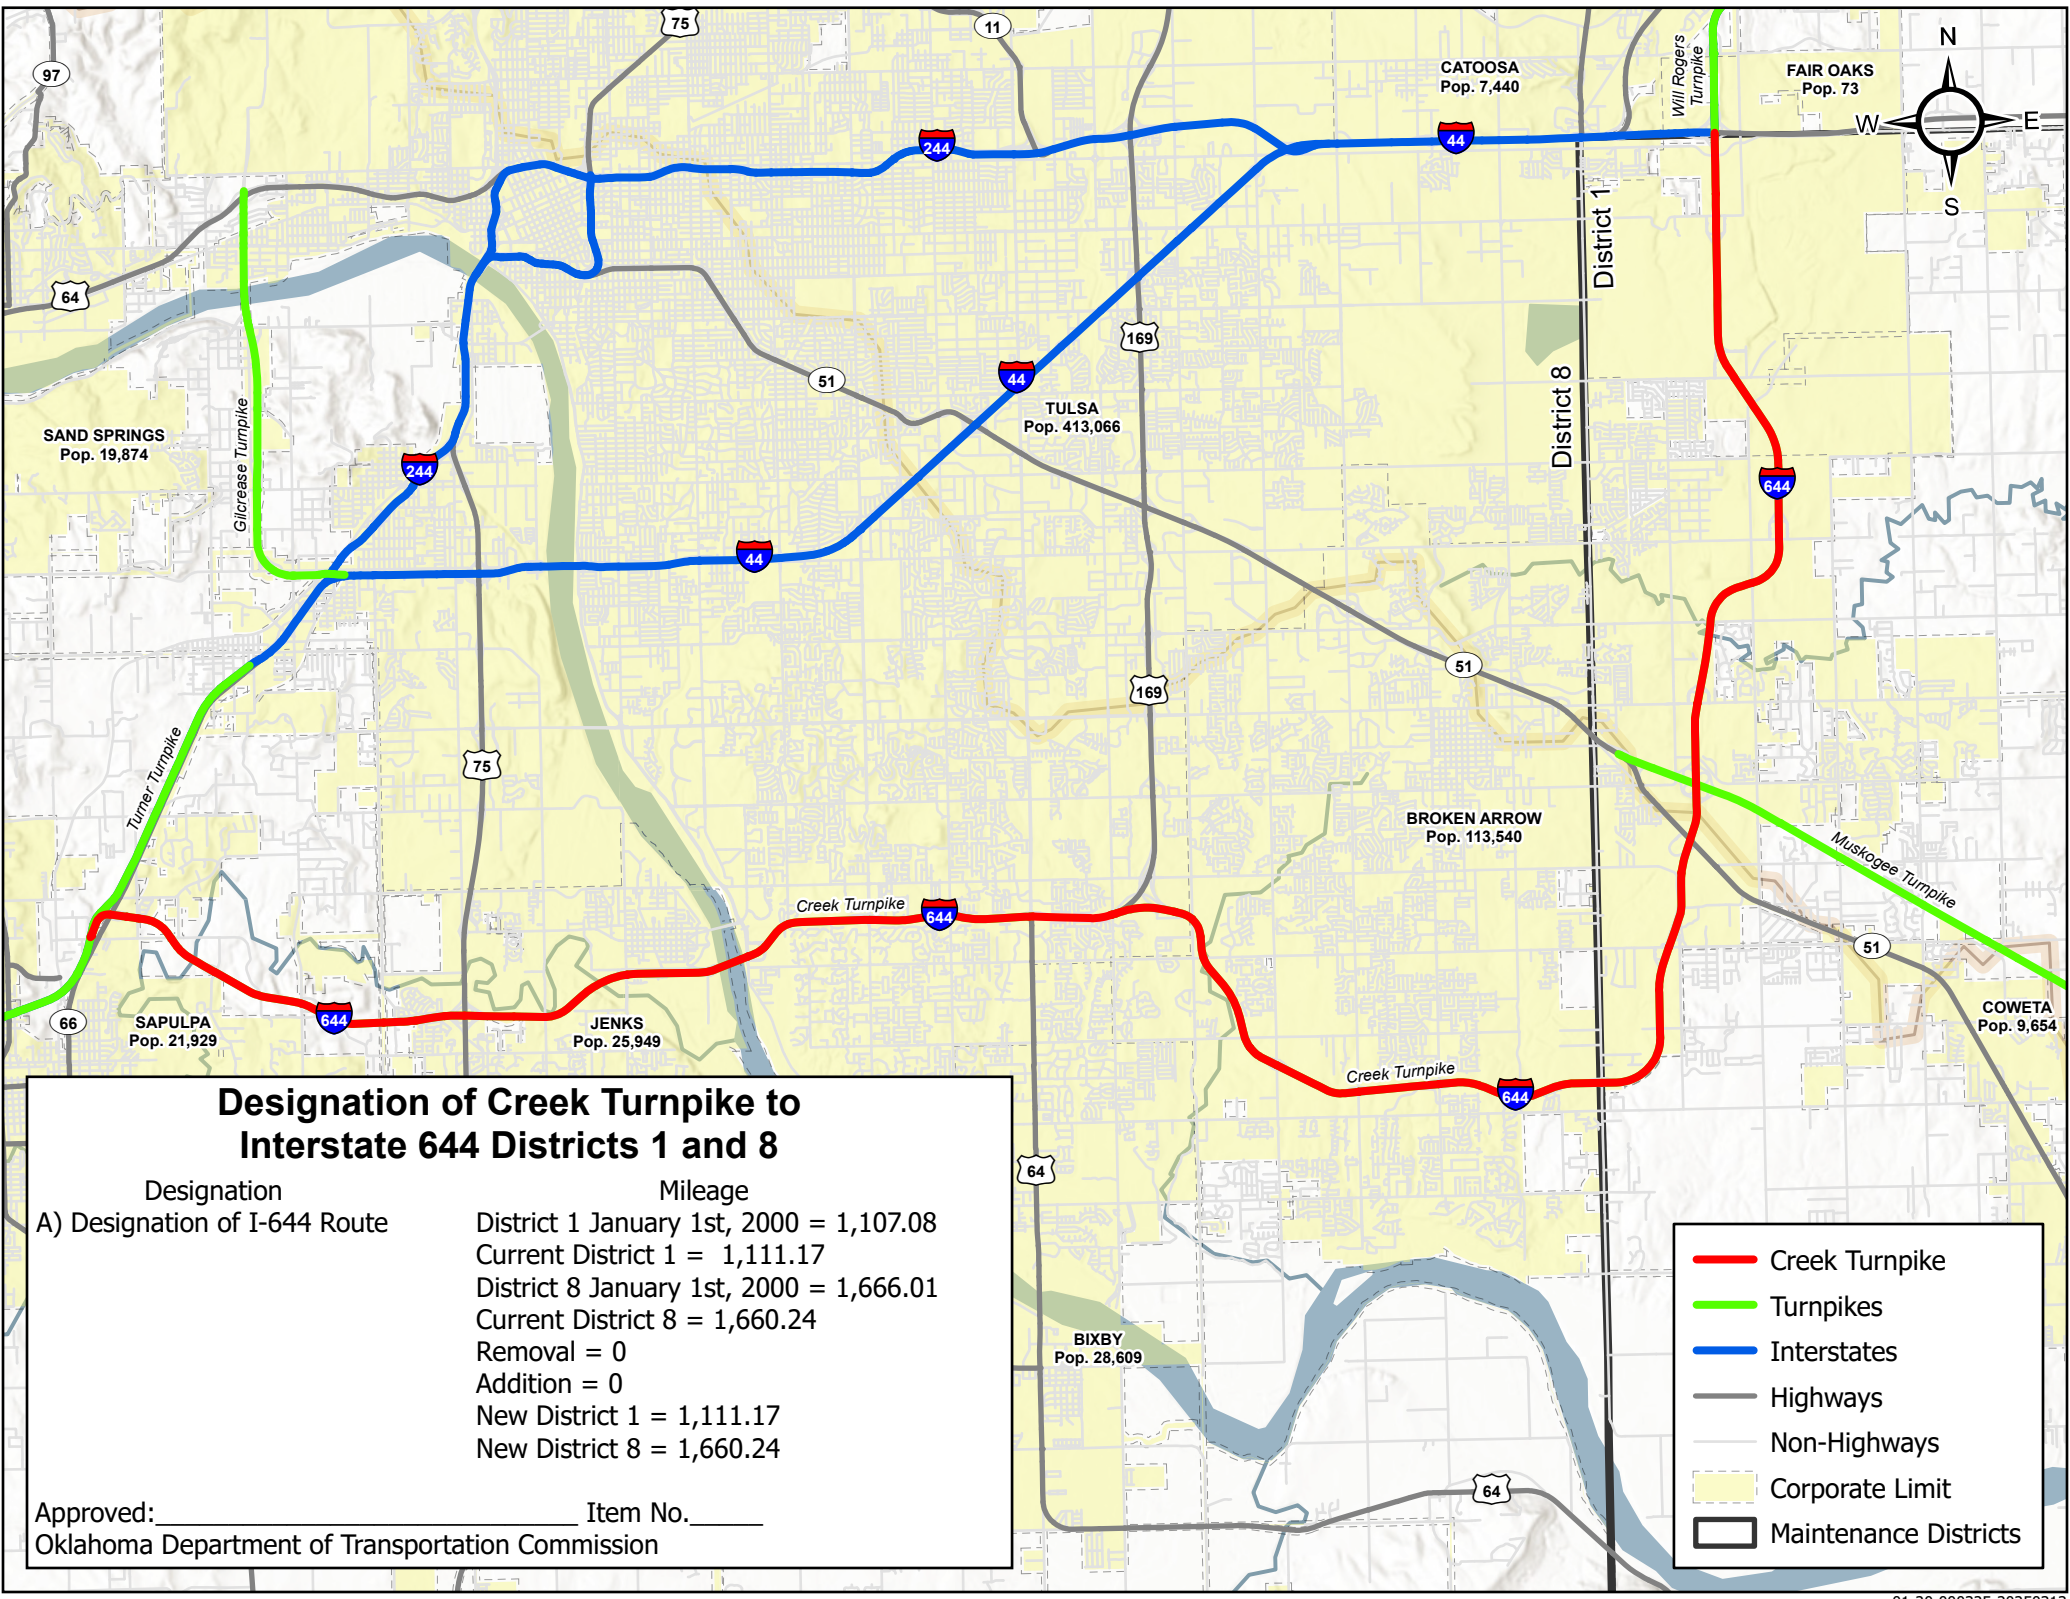 75
11
97
CATOOSA
Pop. 7,440
Will Rogers
Turnpike
FAIR OAKS
Pop. 73
N
W
E
S
244
44
District 1
64
169
51
44
TULSA
Pop. 413,066
District 8
SAND SPRINGS
Pop. 19,874
Gilcrease Turnpike
244
644
44
51
169
Turner Turnpike
75
BROKEN ARROW
Pop. 113,540
Muskogee Turnpike
Creek Turnpike
644
51
66
SAPULPA
Pop. 21,929
644
JENKS
Pop. 25,949
COWETA
Pop. 9,654
Creek Turnpike
644
64
BIXBY
Pop. 28,609
64
Designation of Creek Turnpike to
Interstate 644 Districts 1 and 8
Designation
A) Designation of I-644 Route
Mileage
District 1 January 1st, 2000 = 1,107.08
Current District 1 = 1,111.17
District 8 January 1st, 2000 = 1,666.01
Current District 8 = 1,660.24
Removal = 0
Addition = 0
New District 1 = 1,111.17
New District 8 = 1,660.24
Approved:______________________________ Item No._____
Oklahoma Department of Transportation Commission
Creek Turnpike
Turnpikes
Interstates
Highways
Non-Highways
Corporate Limit
Maintenance Districts